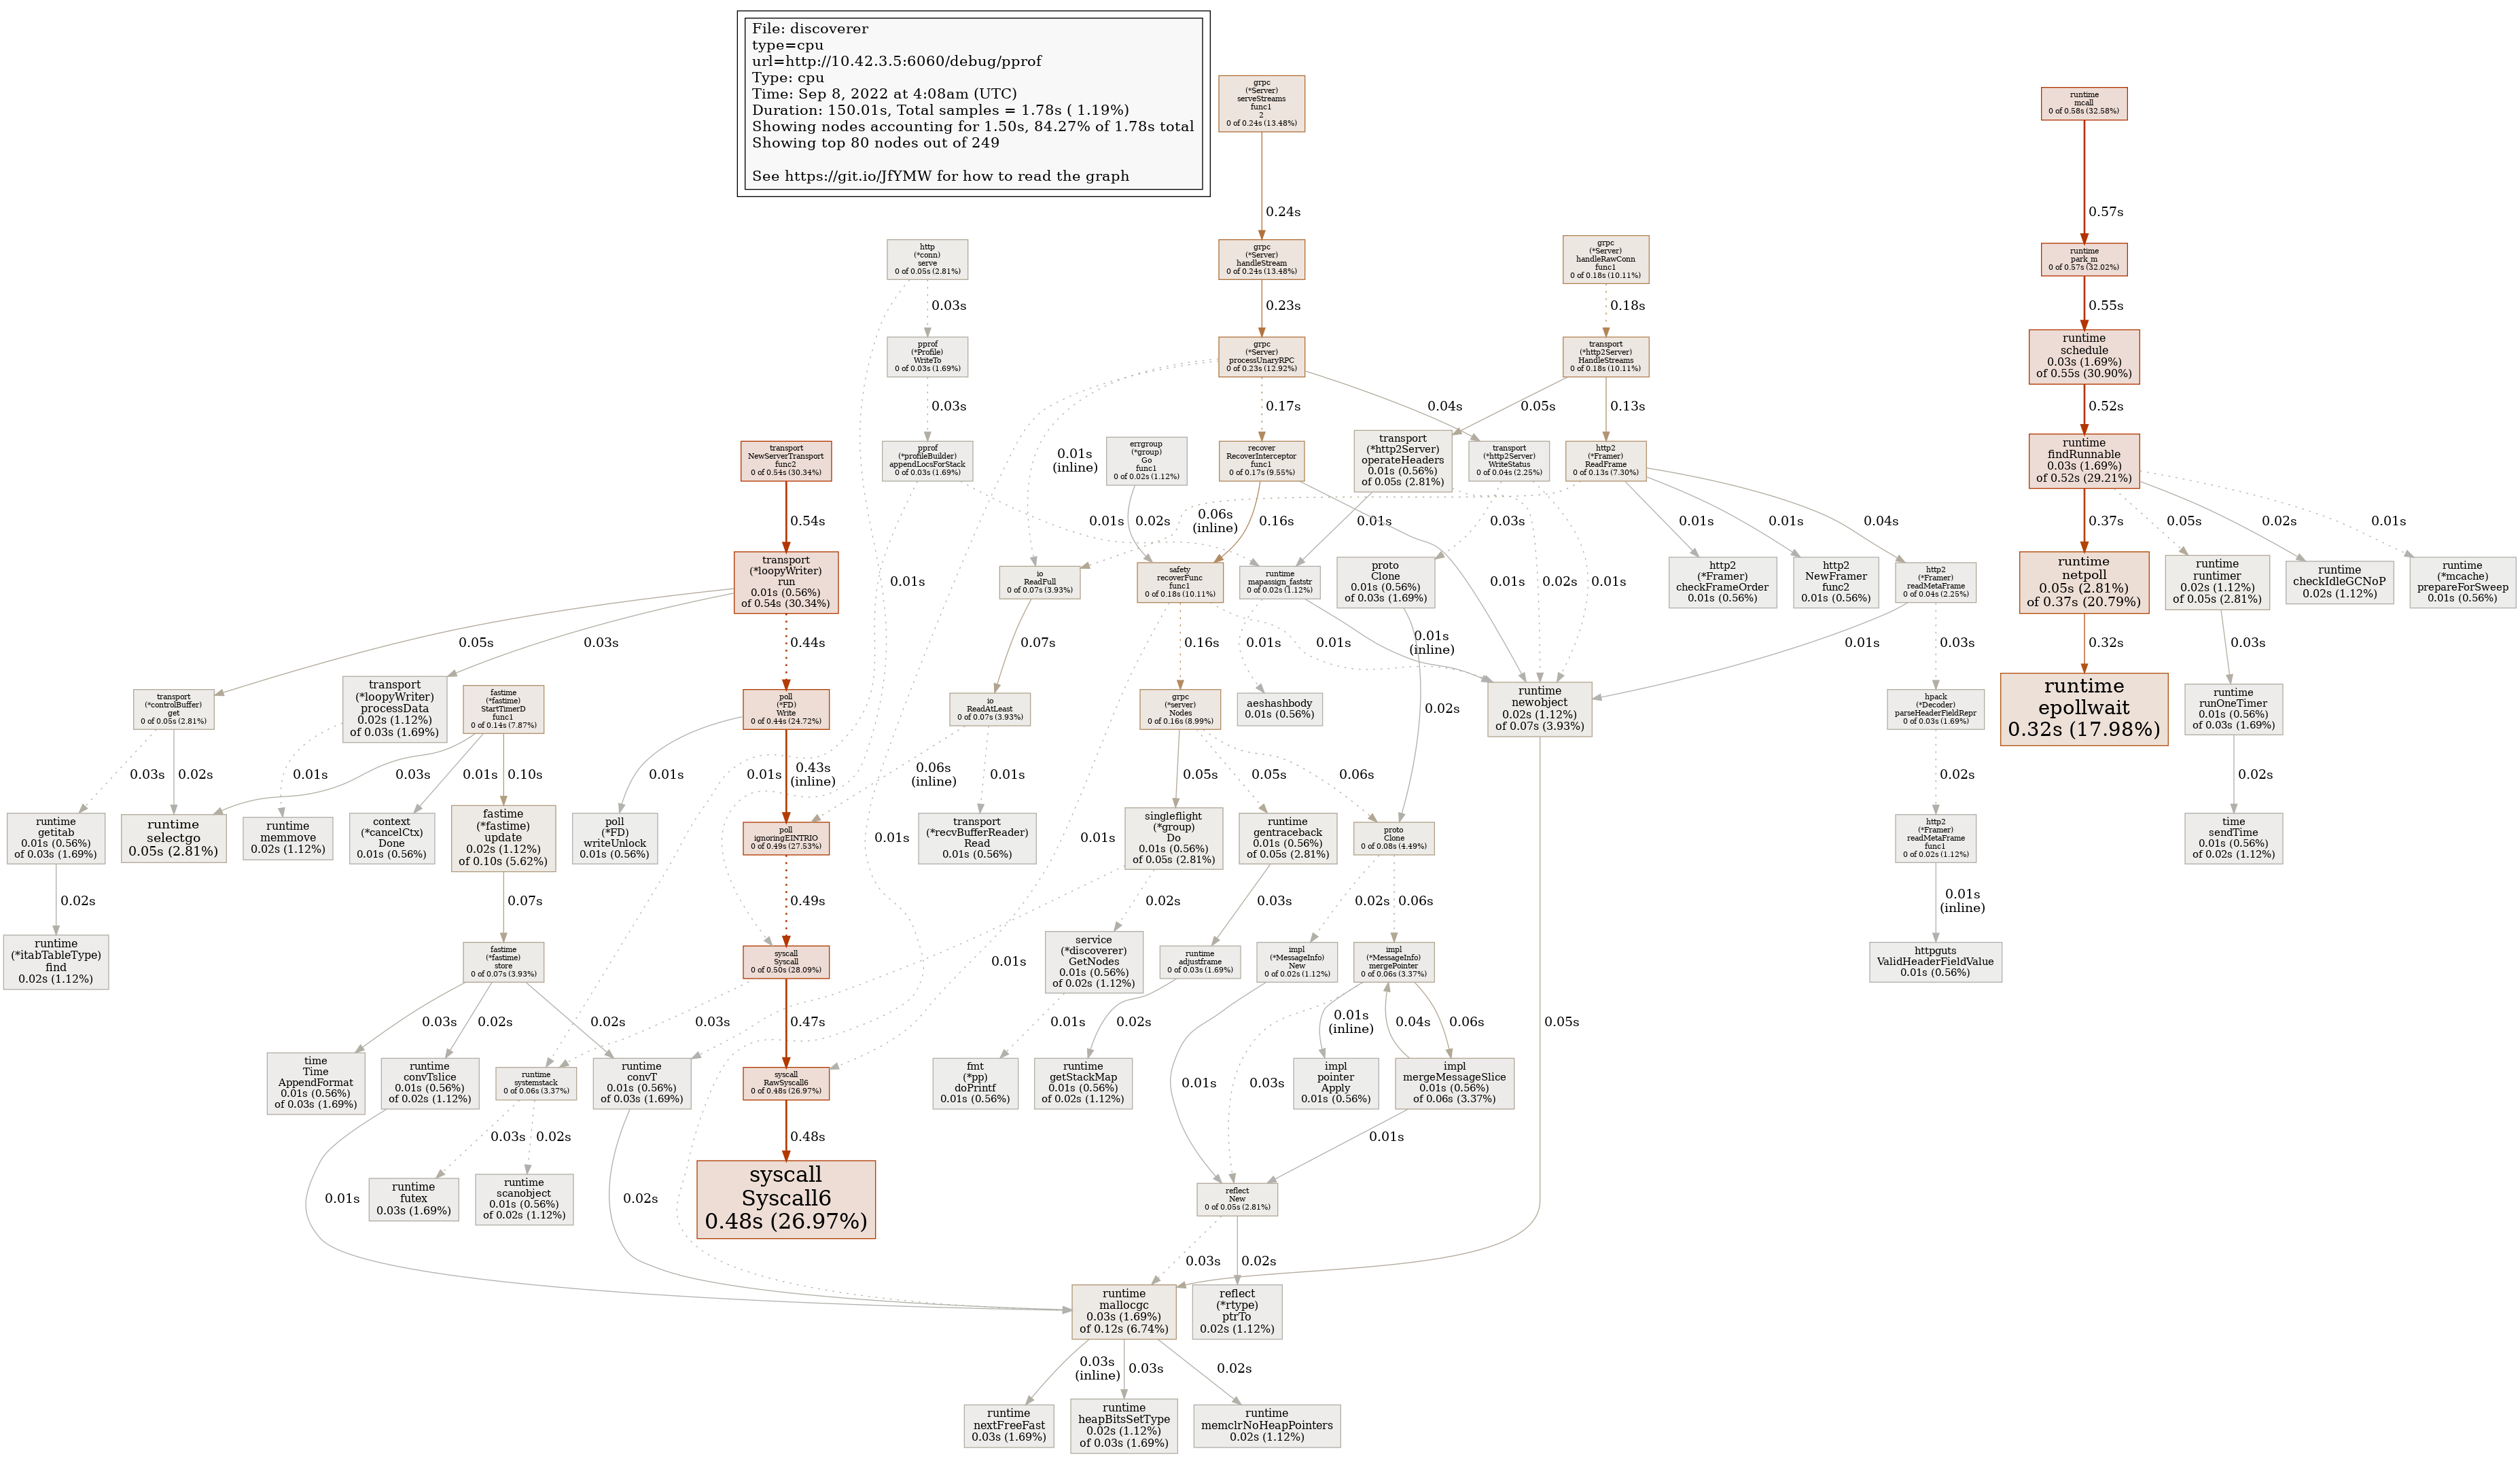 File: discoverer
type=cpu
url=http://10.42.3.5:6060/debug/pprof
Type: cpu
Time: Sep 8, 2022 at 4:08am (UTC)
Duration: 150.01s, Total samples = 1.78s ( 1.19%)
Showing nodes accounting for 1.50s, 84.27% of 1.78s total
Showing top 80 nodes out of 249
See https://git.io/JfYMW for how to read the graph
grpc
(*Server)
serveStreams
func1
2
0 of 0.24s (13.48%)
runtime
mcall
0 of 0.58s (32.58%)
0.24s
0.57s
http
(*conn)
serve
0 of 0.05s (2.81%)
grpc
(*Server)
handleStream
0 of 0.24s (13.48%)
grpc
(*Server)
handleRawConn
func1
0 of 0.18s (10.11%)
runtime
park_m
0 of 0.57s (32.02%)
0.03s
0.23s
0.18s
0.55s
pprof
(*Profile)
WriteTo
0 of 0.03s (1.69%)
grpc
(*Server)
processUnaryRPC
0 of 0.23s (12.92%)
transport
(*http2Server)
HandleStreams
0 of 0.18s (10.11%)
runtime
schedule
0.03s (1.69%)
of 0.55s (30.90%)
0.03s
0.17s
0.04s
0.05s
0.13s
0.52s
transport
NewServerTransport
func2
0 of 0.54s (30.34%)
pprof
(*profileBuilder)
appendLocsForStack
0 of 0.03s (1.69%)
0.01s
(inline)
errgroup
(*group)
Go
func1
0 of 0.02s (1.12%)
recover
RecoverInterceptor
func1
0 of 0.17s (9.55%)
transport
(*http2Server)
operateHeaders
0.01s (0.56%)
of 0.05s (2.81%)
transport
(*http2Server)
WriteStatus
0 of 0.04s (2.25%)
http2
(*Framer)
ReadFrame
0 of 0.13s (7.30%)
runtime
findRunnable
0.03s (1.69%)
of 0.52s (29.21%)
0.54s
0.01s
0.02s
0.06s
(inline)
0.16s
0.01s
0.03s
0.01s
0.01s
0.04s
0.37s
0.05s
0.02s
0.01s
transport
(*loopyWriter)
run
0.01s (0.56%)
of 0.54s (30.34%)
0.01s
io
ReadFull
0 of 0.07s (3.93%)
safety
recoverFunc
func1
0 of 0.18s (10.11%)
runtime
mapassign_faststr
0 of 0.02s (1.12%)
proto
Clone
0.01s (0.56%)
of 0.03s (1.69%)
0.01s
0.02s
0.01s
http2
(*Framer)
checkFrameOrder
0.01s (0.56%)
http2
NewFramer
func2
0.01s (0.56%)
http2
(*Framer)
readMetaFrame
0 of 0.04s (2.25%)
runtime
netpoll
0.05s (2.81%)
of 0.37s (20.79%)
runtime
runtimer
0.02s (1.12%)
of 0.05s (2.81%)
runtime
checkIdleGCNoP
0.02s (1.12%)
runtime
(*mcache)
prepareForSweep
0.01s (0.56%)
0.05s
0.03s
0.44s
0.07s
0.16s
0.01s
0.01s
0.01s
(inline)
0.01s
0.03s
0.32s
0.03s
transport
(*controlBuffer)
get
0 of 0.05s (2.81%)
transport
(*loopyWriter)
processData
0.02s (1.12%)
of 0.03s (1.69%)
fastime
(*fastime)
StartTimerD
func1
0 of 0.14s (7.87%)
poll
(*FD)
Write
0 of 0.44s (24.72%)
io
ReadAtLeast
0 of 0.07s (3.93%)
grpc
(*server)
Nodes
0 of 0.16s (8.99%)
aeshashbody
0.01s (0.56%)
0.02s
runtime
newobject
0.02s (1.12%)
of 0.07s (3.93%)
hpack
(*Decoder)
parseHeaderFieldRepr
0 of 0.03s (1.69%)
runtime
epollwait
0.32s (17.98%)
runtime
runOneTimer
0.01s (0.56%)
of 0.03s (1.69%)
0.03s
0.02s
0.01s
0.03s
0.01s
0.10s
0.01s
0.01s
0.43s
(inline)
0.06s
(inline)
0.01s
0.05s
0.05s
0.06s
0.02s
0.02s
runtime
getitab
0.01s (0.56%)
of 0.03s (1.69%)
runtime
selectgo
0.05s (2.81%)
runtime
memmove
0.02s (1.12%)
context
(*cancelCtx)
Done
0.01s (0.56%)
fastime
(*fastime)
update
0.02s (1.12%)
of 0.10s (5.62%)
poll
(*FD)
writeUnlock
0.01s (0.56%)
poll
ignoringEINTRIO
0 of 0.49s (27.53%)
0.01s
transport
(*recvBufferReader)
Read
0.01s (0.56%)
0.01s
singleflight
(*group)
Do
0.01s (0.56%)
of 0.05s (2.81%)
runtime
gentraceback
0.01s (0.56%)
of 0.05s (2.81%)
proto
Clone
0 of 0.08s (4.49%)
http2
(*Framer)
readMetaFrame
func1
0 of 0.02s (1.12%)
time
sendTime
0.01s (0.56%)
of 0.02s (1.12%)
0.02s
0.07s
0.49s
0.02s
0.03s
0.02s
0.06s
0.01s
(inline)
runtime
(*itabTableType)
find
0.02s (1.12%)
fastime
(*fastime)
store
0 of 0.07s (3.93%)
syscall
Syscall
0 of 0.50s (28.09%)
0.01s
service
(*discoverer)
GetNodes
0.01s (0.56%)
of 0.02s (1.12%)
runtime
adjustframe
0 of 0.03s (1.69%)
impl
(*MessageInfo)
New
0 of 0.02s (1.12%)
impl
(*MessageInfo)
mergePointer
0 of 0.06s (3.37%)
httpguts
ValidHeaderFieldValue
0.01s (0.56%)
0.03s
0.02s
0.02s
0.03s
0.47s
0.01s
0.02s
0.01s
(inline)
0.04s
0.06s
0.05s
time
Time
AppendFormat
0.01s (0.56%)
of 0.03s (1.69%)
runtime
convTslice
0.01s (0.56%)
of 0.02s (1.12%)
runtime
systemstack
0 of 0.06s (3.37%)
runtime
convT
0.01s (0.56%)
of 0.03s (1.69%)
syscall
RawSyscall6
0 of 0.48s (26.97%)
fmt
(*pp)
doPrintf
0.01s (0.56%)
runtime
getStackMap
0.01s (0.56%)
of 0.02s (1.12%)
0.01s
0.03s
impl
pointer
Apply
0.01s (0.56%)
impl
mergeMessageSlice
0.01s (0.56%)
of 0.06s (3.37%)
0.03s
0.02s
0.48s
0.01s
0.01s
runtime
futex
0.03s (1.69%)
runtime
scanobject
0.01s (0.56%)
of 0.02s (1.12%)
0.02s
syscall
Syscall6
0.48s (26.97%)
reflect
New
0 of 0.05s (2.81%)
0.03s
0.02s
runtime
mallocgc
0.03s (1.69%)
of 0.12s (6.74%)
reflect
(*rtype)
ptrTo
0.02s (1.12%)
0.03s
(inline)
0.03s
0.02s
runtime
nextFreeFast
0.03s (1.69%)
runtime
heapBitsSetType
0.02s (1.12%)
of 0.03s (1.69%)
runtime
memclrNoHeapPointers
0.02s (1.12%)